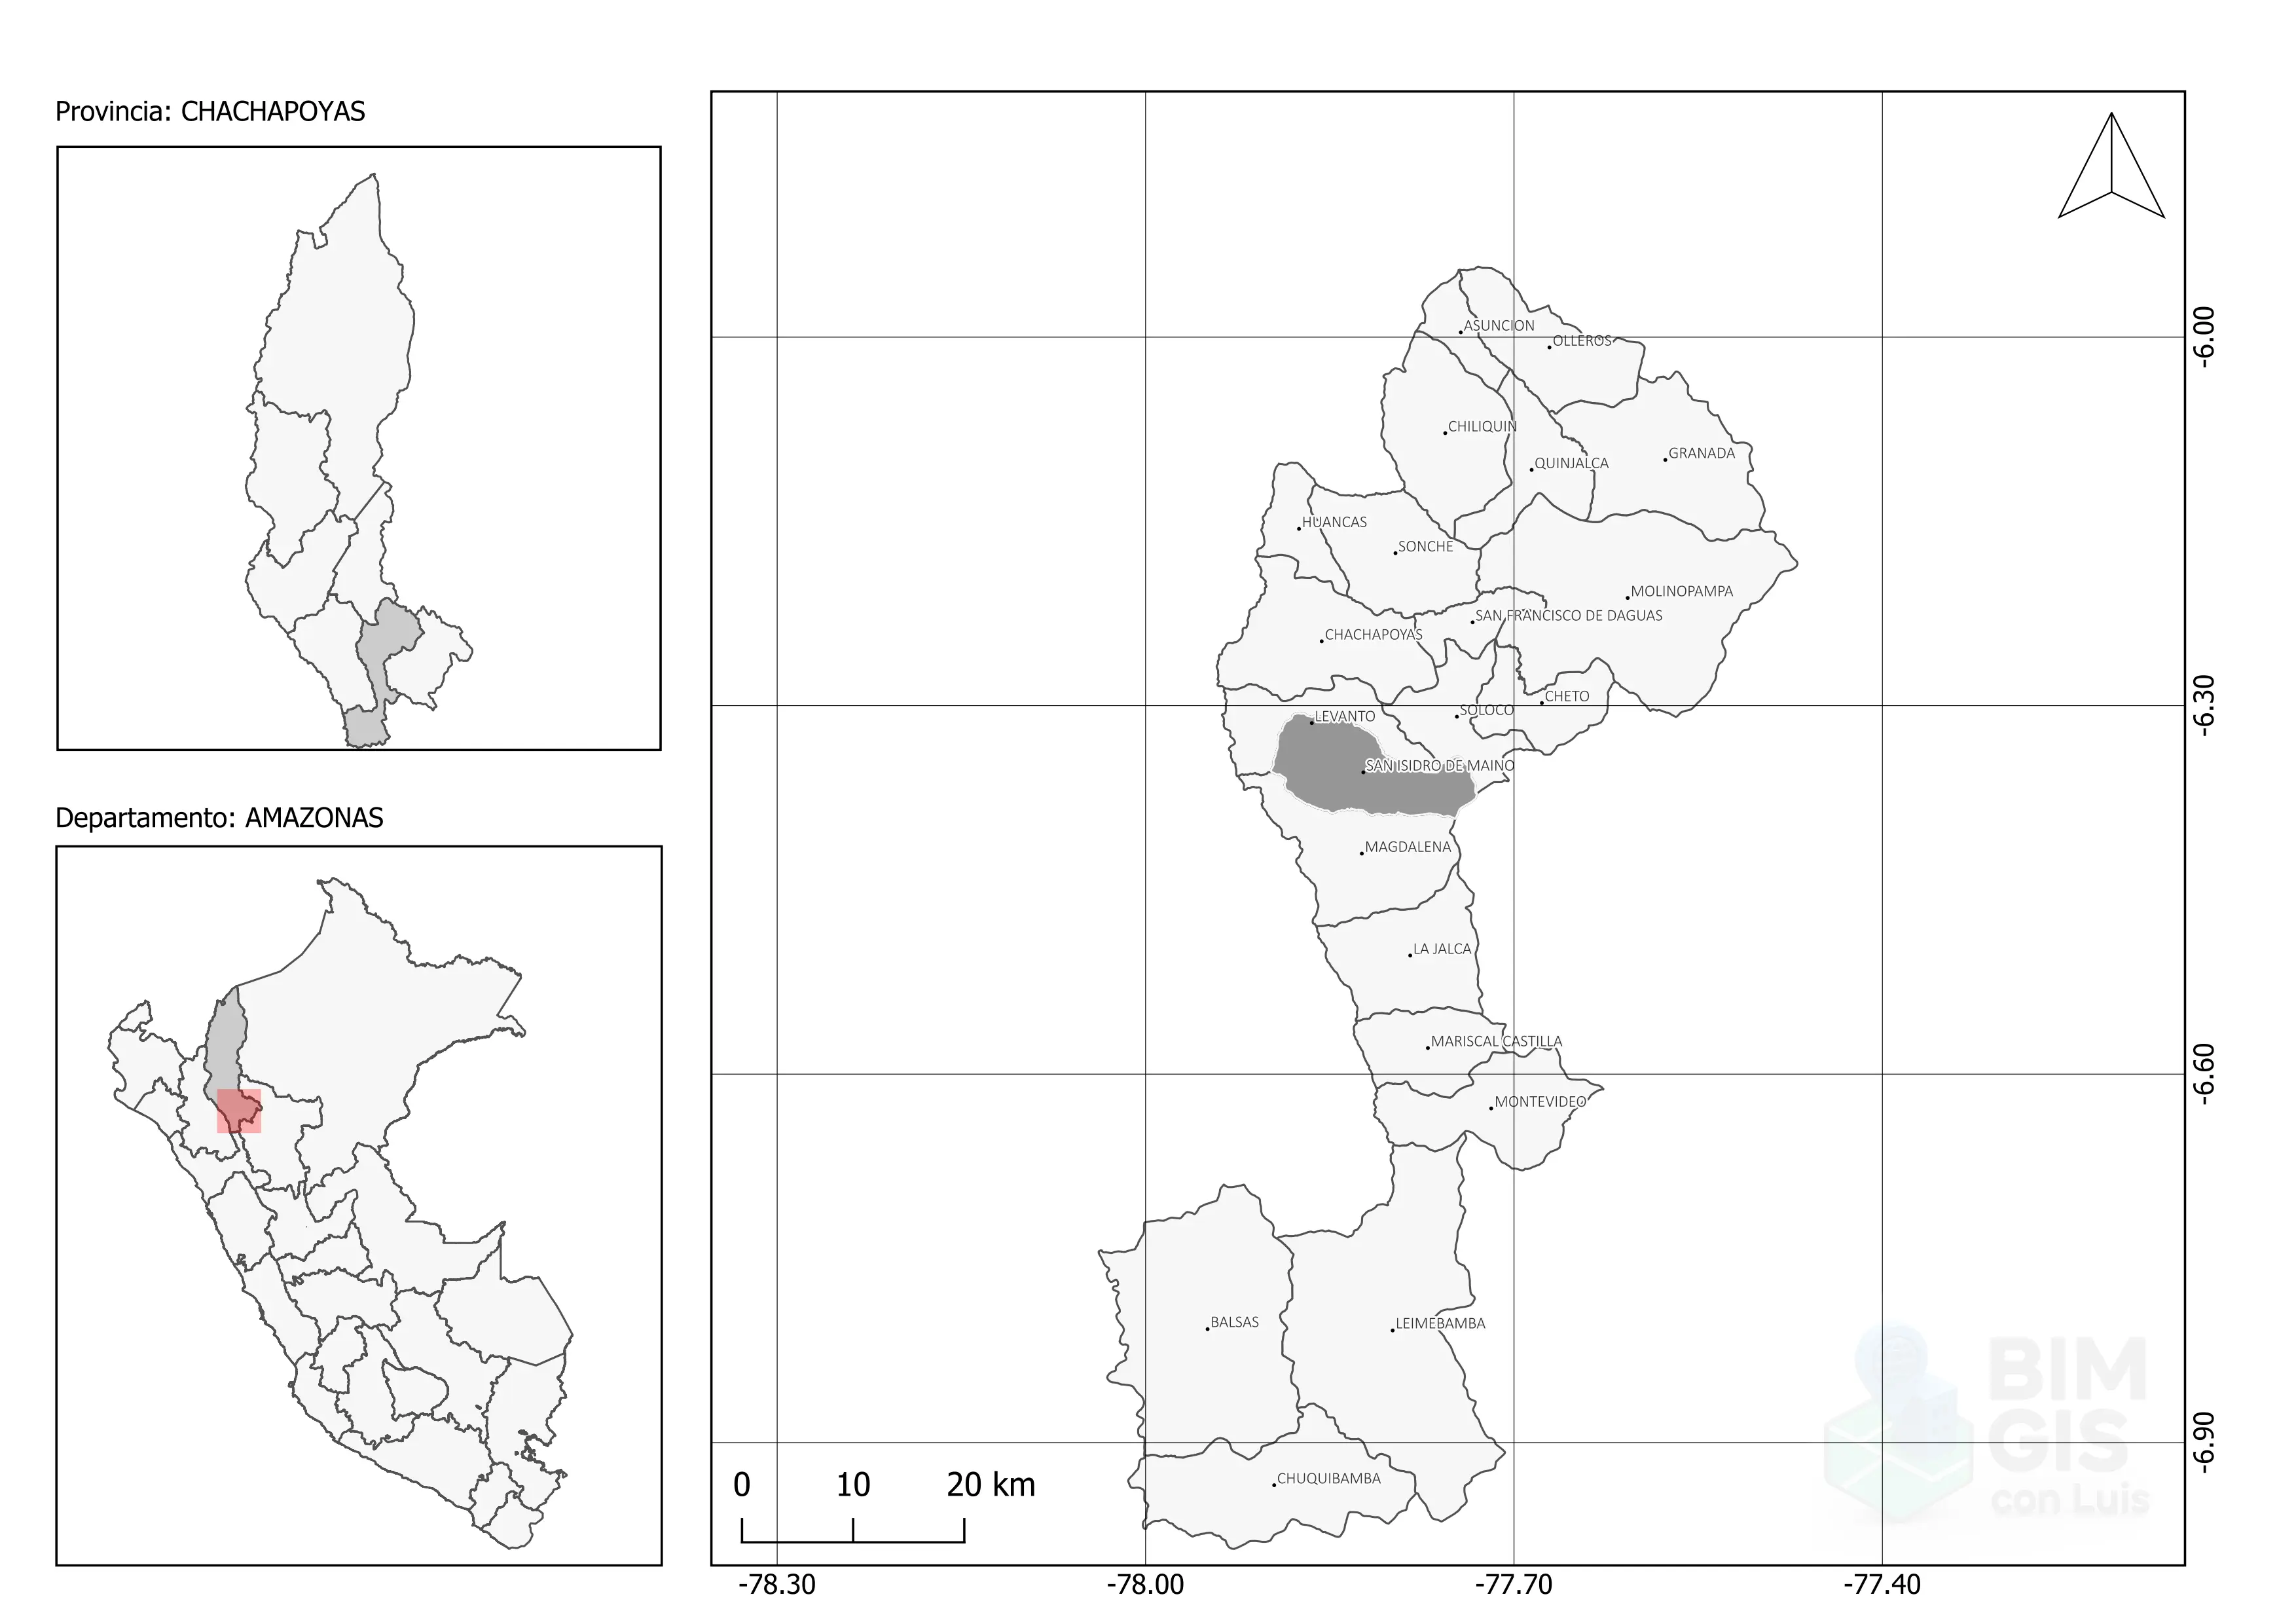 Provincia: CHACHAPOYAS
Departamento: AMAZONAS
ASUNCION
OLLEROS
CHILIQUIN
QUINJALCA
GRANADA
HUANCAS
SONCHE
MOLINOPAMPA
SAN FRANCISCO DE DAGUAS
CHACHAPOYAS
CHETO
SOLOCO
LEVANTO
SAN ISIDRO DE MAINO
MAGDALENA
LA JALCA
MARISCAL CASTILLA
MONTEVIDEO
BALSAS
LEIMEBAMBA
CHUQUIBAMBA
0 10 20 km
-78.30 -78.00 -77.70 -77.40
-6.00
-6.30
-6.60
-6.90
BIM
GIS
con Luis